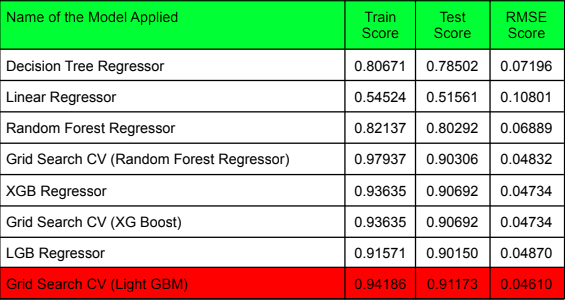 Name of the Model Applied Train Score Test Score RMSE Score
Decision Tree Regressor 0.80671 0.78502 0.07196
Linear Regressor 0.54524 0.51561 0.10801
Random Forest Regressor 0.82137 0.80292 0.06889
Grid Search CV (Random Forest Regressor) 0.97937 0.90306 0.04832
XGB Regressor 0.93635 0.90692 0.04734
Grid Search CV (XG Boost) 0.93635 0.90692 0.04734
LGB Regressor 0.91571 0.90150 0.04870
Grid Search CV (Light GBM) 0.94186 0.91173 0.04610